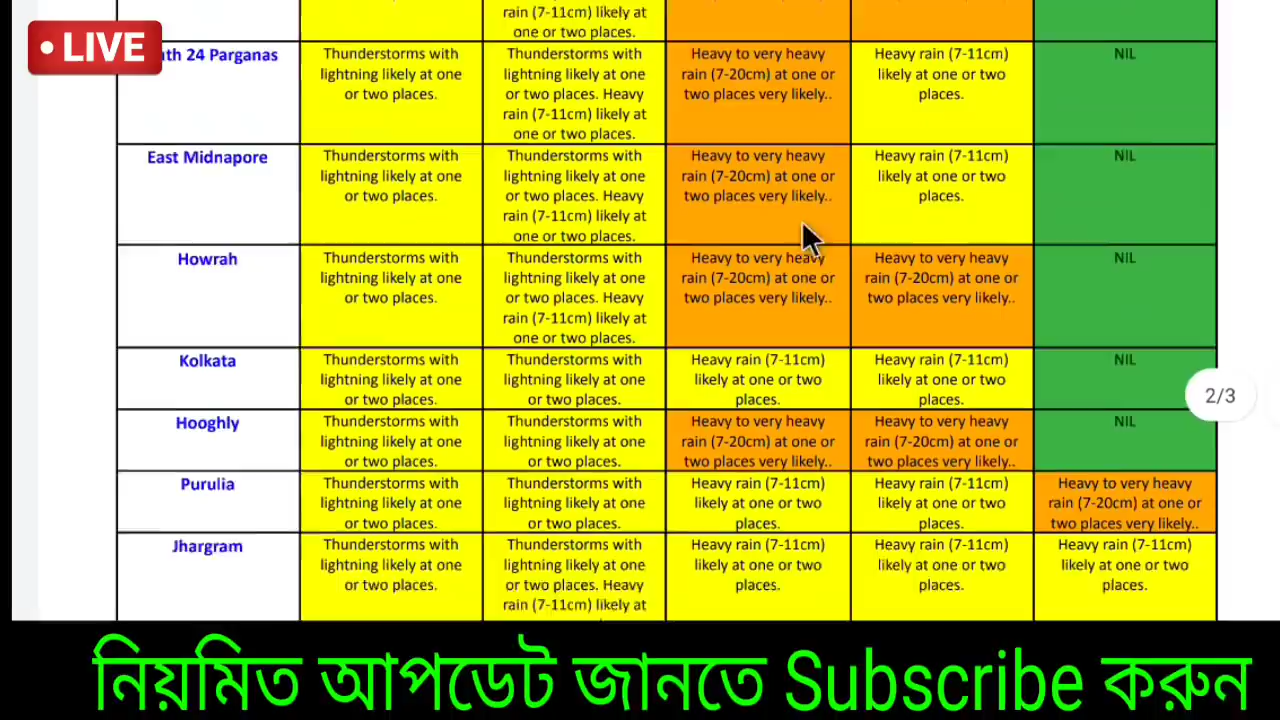 rain (7-11cm) likely at
one or two places.
LIVE
24 Parganas
Thunderstorms with
lightning likely at one
or two places.
Thunderstorms with
lightning likely at one
or two places. Heavy
rain (7-11cm) likely at
one or two places.
Heavy to very heavy
rain (7-20cm) at one or
two places very likely..
Heavy rain (7-11cm)
likely at one or two
places.
NIL
East Midnapore
Thunderstorms with
lightning likely at one
or two places.
Thunderstorms with
lightning likely at one
or two places. Heavy
rain (7-11cm) likely at
one or two places.
Heavy to very heavy
rain (7-20cm) at one or
two places very likely..
Heavy rain (7-11cm)
likely at one or two
places.
NIL
Howrah
Thunderstorms with
lightning likely at one
or two places.
Thunderstorms with
lightning likely at one
or two places. Heavy
rain (7-11cm) likely at
one or two places.
Heavy to very heavy
rain (7-20cm) at one or
two places very likely..
Heavy to very heavy
rain (7-20cm) at one or
two places very likely..
NIL
Kolkata
Thunderstorms with
lightning likely at one
or two places.
Thunderstorms with
lightning likely at one
or two places.
Heavy rain (7-11cm)
likely at one or two
places.
Heavy rain (7-11cm)
likely at one or two
places.
NIL
2/3
Hooghly
Thunderstorms with
lightning likely at one
or two places.
Thunderstorms with
lightning likely at one
or two places.
Heavy to very heavy
rain (7-20cm) at one or
two places very likely..
Heavy to very heavy
rain (7-20cm) at one or
two places very likely..
NIL
Purulia
Thunderstorms with
lightning likely at one
or two places.
Thunderstorms with
lightning likely at one
or two places.
Heavy rain (7-11cm)
likely at one or two
places.
Heavy rain (7-11cm)
likely at one or two
places.
Heavy to very heavy
rain (7-20cm) at one or
two places very likely..
Jhargram
Thunderstorms with
lightning likely at one
or two places.
Thunderstorms with
lightning likely at one
or two places. Heavy
rain (7-11cm) likely at
Heavy rain (7-11cm)
likely at one or two
places.
Heavy rain (7-11cm)
likely at one or two
places.
Heavy rain (7-11cm)
likely at one or two
places.
নিয়মিত আপডেট জানতে Subscribe করুন